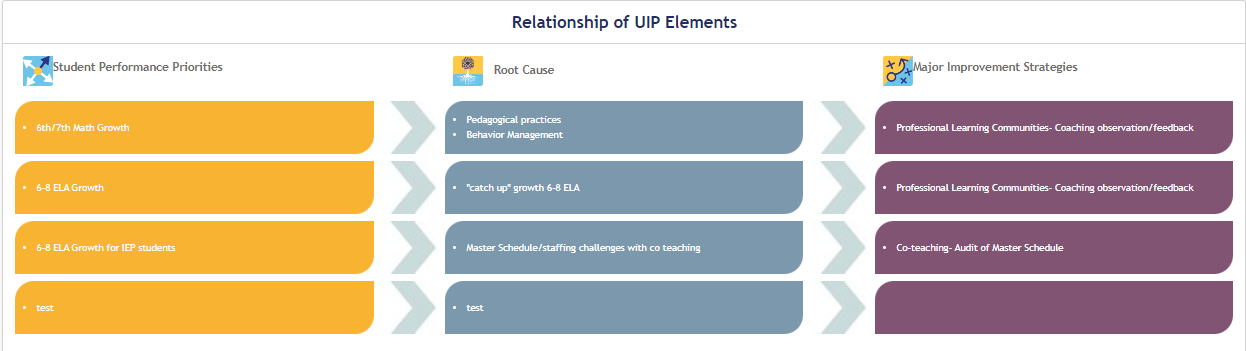 Relationship of UIP Elements
Student Performance Priorities
Root Cause
Major Improvement Strategies
• 6th/7th Math Growth
• Pedagogical practices
• Behavior Management
• Professional Learning Communities- Coaching observation/feedback
• 6-8 ELA Growth
• "catch up" growth 6-8 ELA
• Professional Learning Communities- Coaching observation/feedback
• 6-8 ELA Growth for IEP students
• Master Schedule/staffing challenges with co teaching
• Co-teaching- Audit of Master Schedule
• test
• test